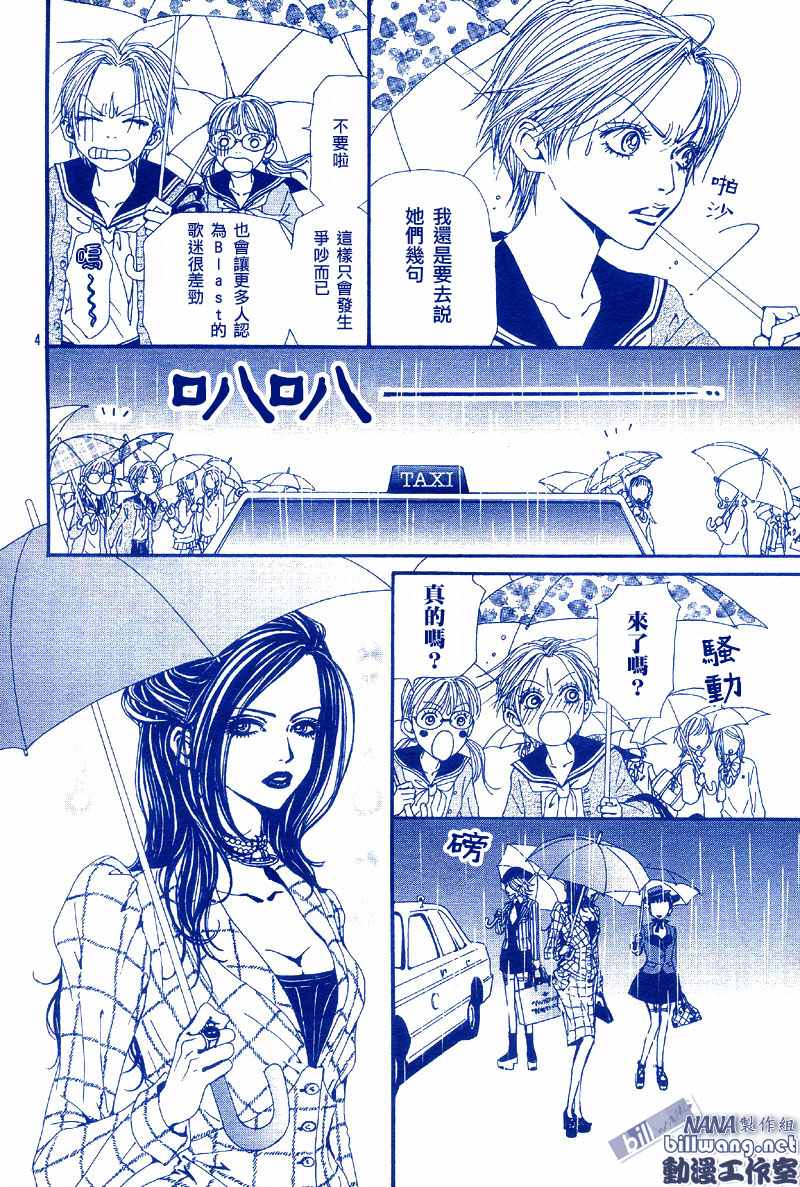 我還是要去說
她們幾句
啪
沙
不要啦
這樣只會發生
爭吵而已
也會讓更多人認
為Blast的
歌迷很差勁
嗚~~~
4
叭叭————‥
TAXI
騷動
來了嗎？
真的嗎？
磅
NANA製作組
billwang.net
動漫工作室